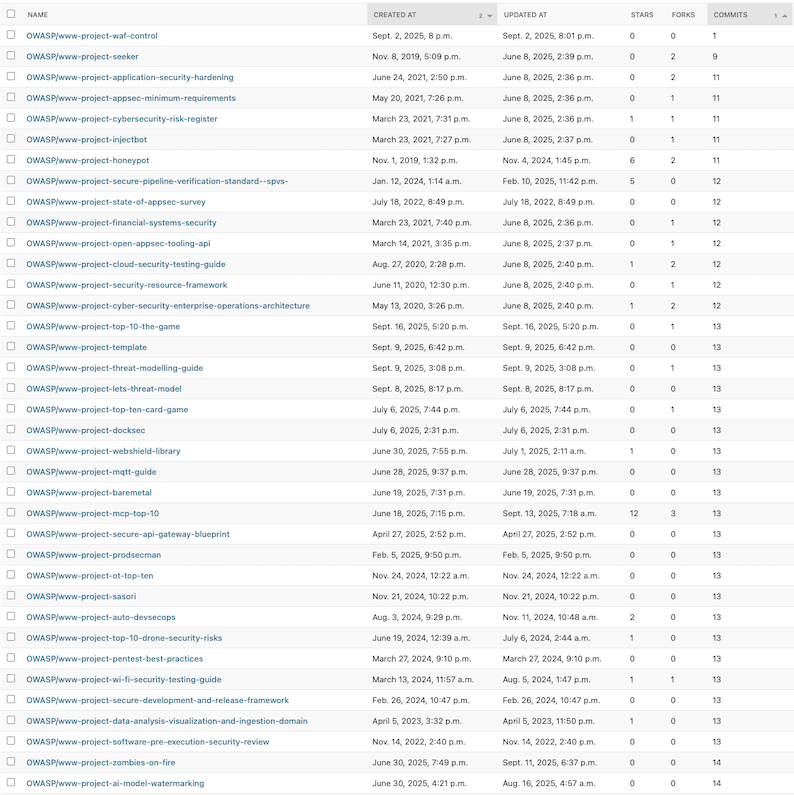 NAME CREATED AT 2 UPDATED AT STARS FORKS COMMITS 1
OWASP/www-project-waf-control Sept. 2, 2025, 8 p.m. Sept. 2, 2025, 8:01 p.m. 0 0 1
OWASP/www-project-seeker Nov. 8, 2019, 5:09 p.m. June 8, 2025, 2:39 p.m. 0 2 9
OWASP/www-project-application-security-hardening June 24, 2021, 2:50 p.m. June 8, 2025, 2:36 p.m. 0 2 11
OWASP/www-project-appsec-minimum-requirements May 20, 2021, 7:26 p.m. June 8, 2025, 2:36 p.m. 0 1 11
OWASP/www-project-cybersecurity-risk-register March 23, 2021, 7:31 p.m. June 8, 2025, 2:36 p.m. 1 1 11
OWASP/www-project-injectbot March 23, 2021, 7:27 p.m. June 8, 2025, 2:37 p.m. 0 1 11
OWASP/www-project-honeypot Nov. 1, 2019, 1:32 p.m. Nov. 4, 2024, 1:45 p.m. 6 2 11
OWASP/www-project-secure-pipeline-verification-standard--spvs- Jan. 12, 2024, 1:14 a.m. Feb. 10, 2025, 11:42 p.m. 5 0 12
OWASP/www-project-state-of-appsec-survey July 18, 2022, 8:49 p.m. July 18, 2022, 8:49 p.m. 0 0 12
OWASP/www-project-financial-systems-security March 23, 2021, 7:40 p.m. June 8, 2025, 2:36 p.m. 0 1 12
OWASP/www-project-open-appsec-tooling-api March 14, 2021, 3:35 p.m. June 8, 2025, 2:37 p.m. 0 1 12
OWASP/www-project-cloud-security-testing-guide Aug. 27, 2020, 2:28 p.m. June 8, 2025, 2:40 p.m. 1 2 12
OWASP/www-project-security-resource-framework June 11, 2020, 12:30 p.m. June 8, 2025, 2:40 p.m. 0 1 12
OWASP/www-project-cyber-security-enterprise-operations-architecture May 13, 2020, 3:26 p.m. June 8, 2025, 2:40 p.m. 1 2 12
OWASP/www-project-top-10-the-game Sept. 16, 2025, 5:20 p.m. Sept. 16, 2025, 5:20 p.m. 0 1 13
OWASP/www-project-template Sept. 9, 2025, 6:42 p.m. Sept. 9, 2025, 6:42 p.m. 0 0 13
OWASP/www-project-threat-modelling-guide Sept. 9, 2025, 3:08 p.m. Sept. 9, 2025, 3:08 p.m. 0 1 13
OWASP/www-project-lets-threat-model Sept. 8, 2025, 8:17 p.m. Sept. 8, 2025, 8:17 p.m. 0 0 13
OWASP/www-project-top-ten-card-game July 6, 2025, 7:44 p.m. July 6, 2025, 7:44 p.m. 0 1 13
OWASP/www-project-docksec July 6, 2025, 2:31 p.m. July 6, 2025, 2:31 p.m. 0 0 13
OWASP/www-project-webshield-library June 30, 2025, 7:55 p.m. July 1, 2025, 2:11 a.m. 1 0 13
OWASP/www-project-mqtt-guide June 28, 2025, 9:37 p.m. June 28, 2025, 9:37 p.m. 0 0 13
OWASP/www-project-baremetal June 19, 2025, 7:31 p.m. June 19, 2025, 7:31 p.m. 0 0 13
OWASP/www-project-mcp-top-10 June 18, 2025, 7:15 p.m. Sept. 13, 2025, 7:18 a.m. 12 3 13
OWASP/www-project-secure-api-gateway-blueprint April 27, 2025, 2:52 p.m. April 27, 2025, 2:52 p.m. 0 0 13
OWASP/www-project-prodsecman Feb. 5, 2025, 9:50 p.m. Feb. 5, 2025, 9:50 p.m. 0 0 13
OWASP/www-project-ot-top-ten Nov. 24, 2024, 12:22 a.m. Nov. 24, 2024, 12:22 a.m. 0 0 13
OWASP/www-project-sasori Nov. 21, 2024, 10:22 p.m. Nov. 21, 2024, 10:22 p.m. 0 0 13
OWASP/www-project-auto-devsecops Aug. 3, 2024, 9:29 p.m. Nov. 11, 2024, 10:48 a.m. 2 0 13
OWASP/www-project-top-10-drone-security-risks June 19, 2024, 12:39 a.m. July 6, 2024, 2:44 a.m. 1 0 13
OWASP/www-project-pentest-best-practices March 27, 2024, 9:10 p.m. March 27, 2024, 9:10 p.m. 0 0 13
OWASP/www-project-wi-fi-security-testing-guide March 13, 2024, 11:57 a.m. Aug. 5, 2024, 1:47 p.m. 1 1 13
OWASP/www-project-secure-development-and-release-framework Feb. 26, 2024, 10:47 p.m. Feb. 26, 2024, 10:47 p.m. 0 0 13
OWASP/www-project-data-analysis-visualization-and-ingestion-domain April 5, 2023, 3:32 p.m. April 5, 2023, 11:50 p.m. 1 0 13
OWASP/www-project-software-pre-execution-security-review Nov. 14, 2022, 2:40 p.m. Nov. 14, 2022, 2:40 p.m. 0 0 13
OWASP/www-project-zombies-on-fire June 30, 2025, 7:49 p.m. Sept. 11, 2025, 6:37 p.m. 0 0 14
OWASP/www-project-ai-model-watermarking June 30, 2025, 4:21 p.m. Aug. 16, 2025, 4:57 a.m. 0 0 14